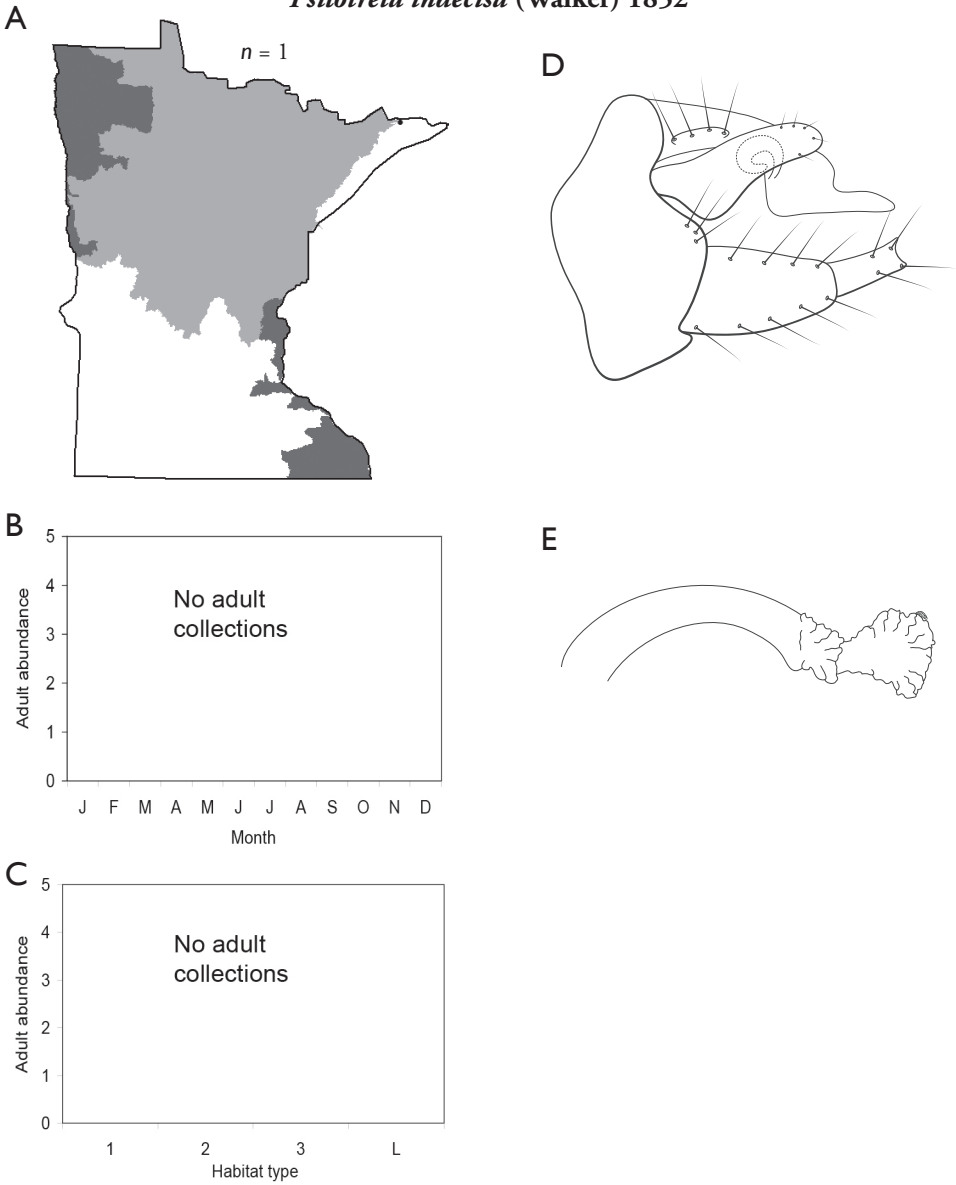 Psilotreta indecisa (Walker) 1852
A
n = 1
D
B
5
4
3
2
1
0
Adult abundance
No adult
collections
J F M A M J J A S O N D
Month
E
C
5
4
3
2
1
0
Adult abundance
No adult
collections
1 2 3 L
Habitat type